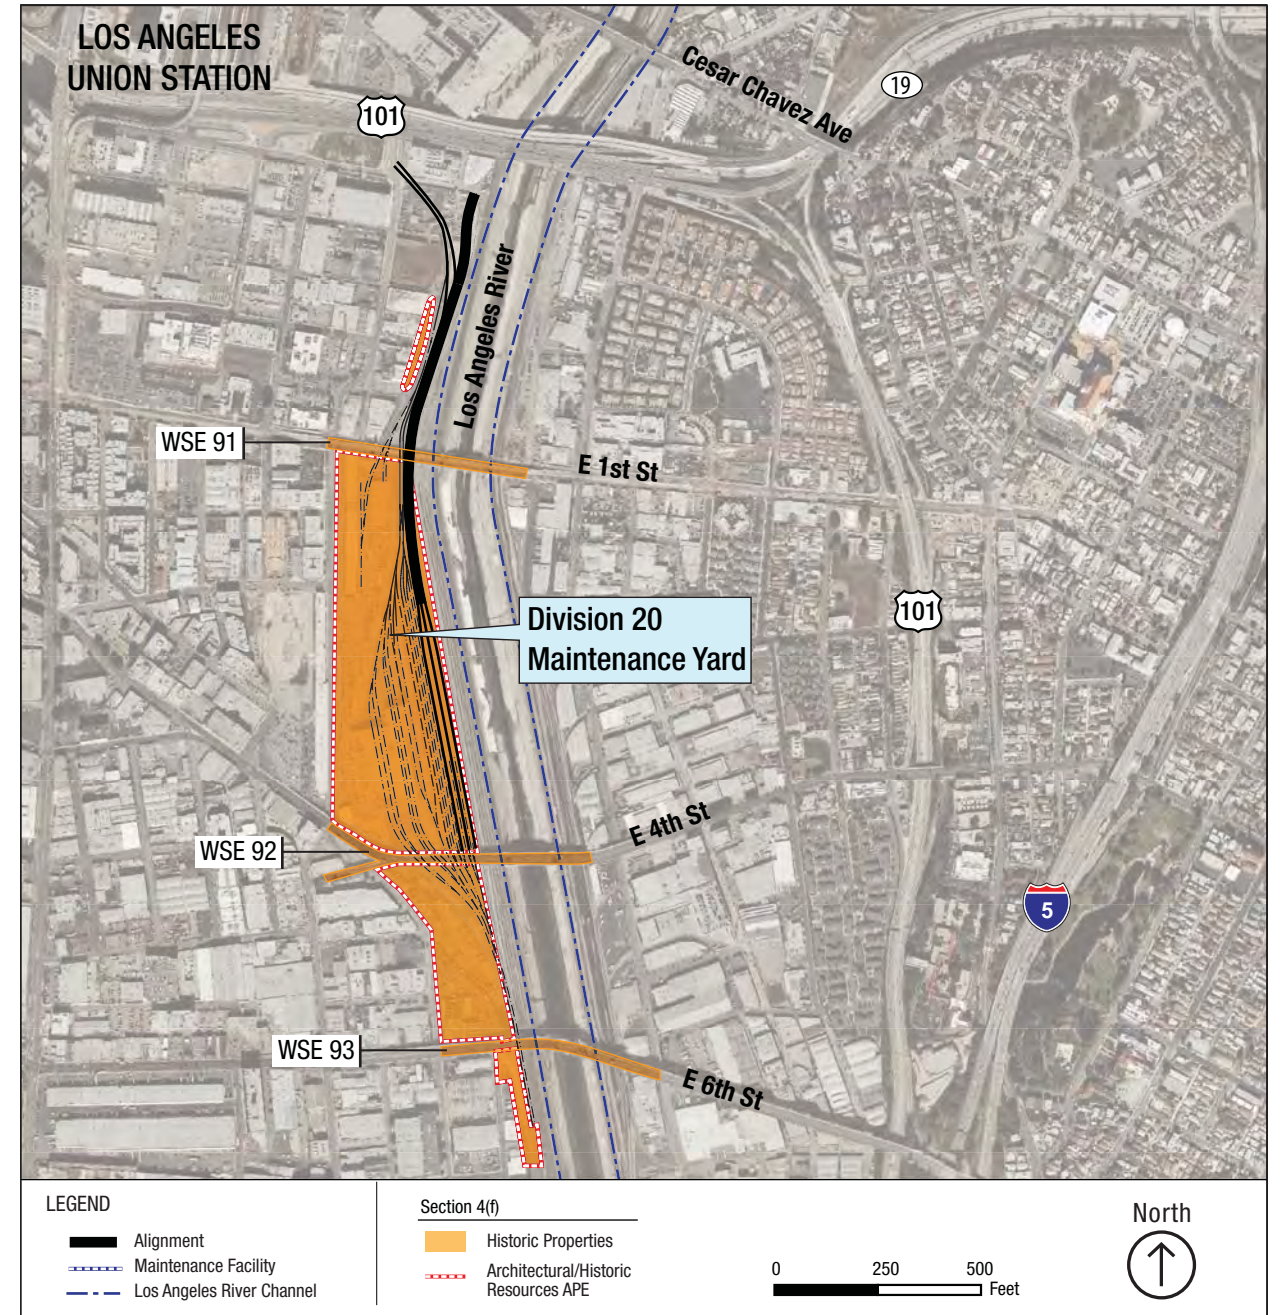 LOS ANGELES
UNION STATION
101
Cesar Chavez Ave
19
Los Angeles River
WSE 91
E 1st St
Division 20
Maintenance Yard
101
E 4th St
WSE 92
5
WSE 93
E 6th St
LEGEND
Alignment
Maintenance Facility
Los Angeles River Channel
Section 4(f)
Historic Properties
Architectural/Historic
Resources APE
0 250 500
Feet
North